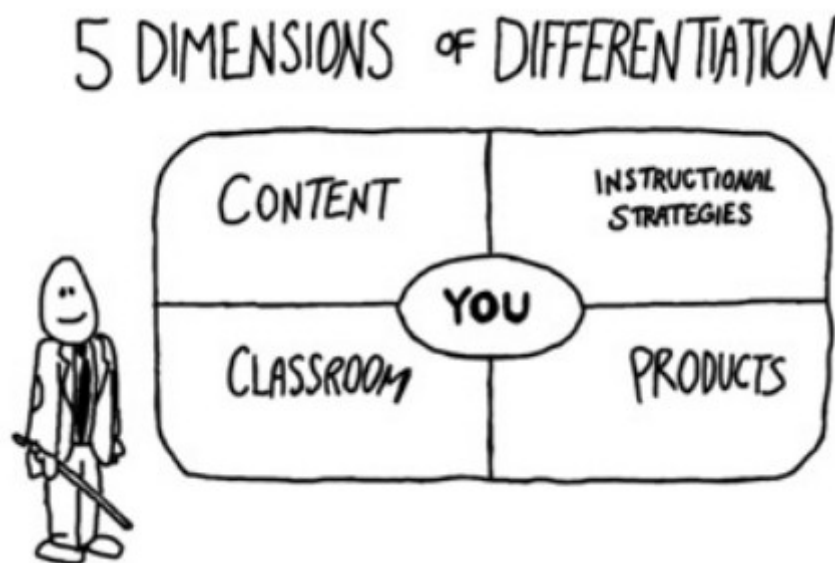 5 DIMENSIONS OF DIFFERENTIATION
CONTENT
INSTRUCTIONAL
STRATEGIES
YOU
CLASSROOM
PRODUCTS